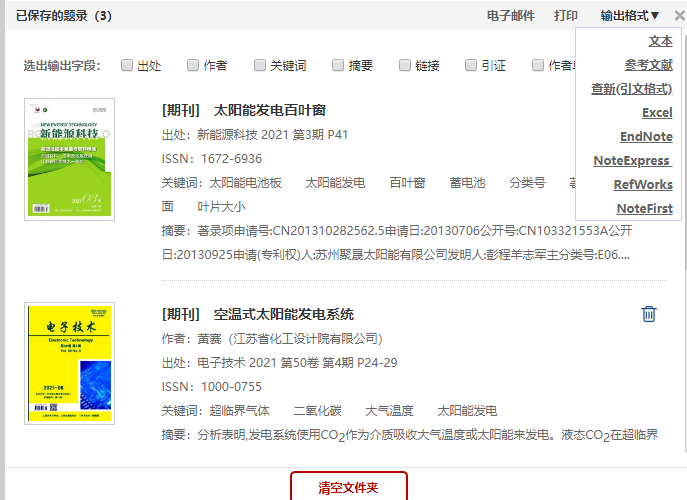 已保存的题录（3）
电子邮件 打印 输出格式▼
选出输出字段： 出处 作者 关键词 摘要 链接 引证 作者
文本
参考文献
查新(引文格式)
Excel
EndNote
NoteExpress
RefWorks
NoteFirst
NEW ENERGY TECHNOLOGY
新能源科技
2021 03
[期刊] 太阳能发电百叶窗
出处：新能源科技 2021 第3期 P41
ISSN：1672-6936
关键词：太阳能电池板 太阳能发电 百叶窗 蓄电池 分类号
面 叶片大小
摘要：著录项申请号:CN201310282562.5申请日:20130706公开号:CN103321553A公开
日:20130925申请(专利权)人:苏州聚晟太阳能有限公司发明人:彭程羊志军主分类号:E06....
电子技术
Electronic Technology
2021-06
[期刊] 空温式太阳能发电系统
作者：黄赛（江苏省化工设计院有限公司）
出处：电子技术 2021 第50卷 第4期 P24-29
ISSN：1000-0755
关键词：超临界气体 二氧化碳 大气温度 太阳能发电
摘要：分析表明,发电系统使用CO2作为介质吸收大气温度或太阳能来发电。液态CO2在超临界
清空文件夹